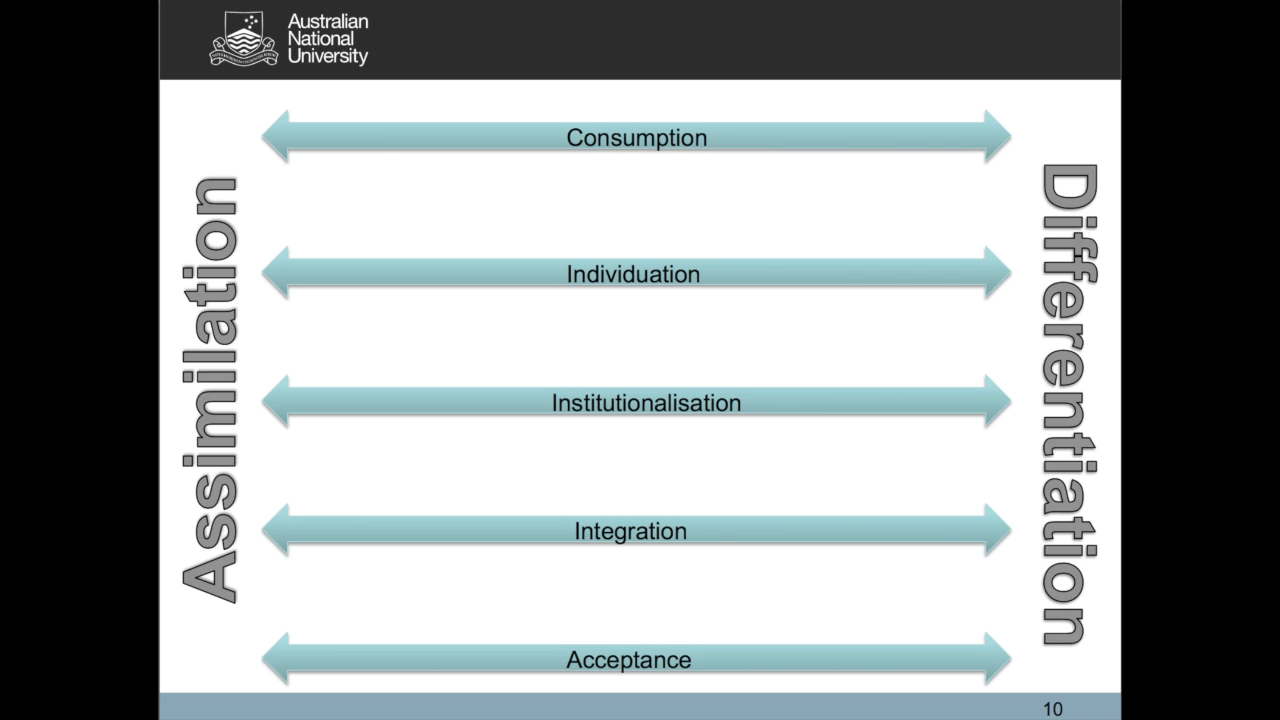 Australian
National
University
Consumption
Individuation
Institutionalisation
Integration
Acceptance
Assimilation
Differentiation
10